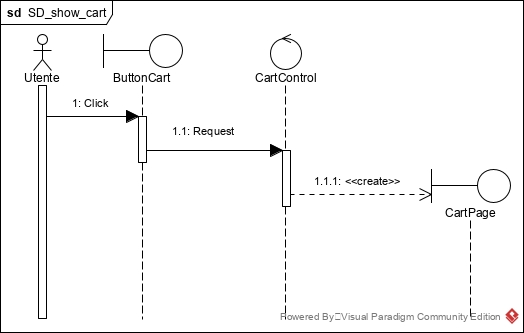 sd SD_show_cart
Utente
ButtonCart
CartControl
1: Click
1.1: Request
1.1.1: <<create>>
CartPage
Powered By Visual Paradigm Community Edition